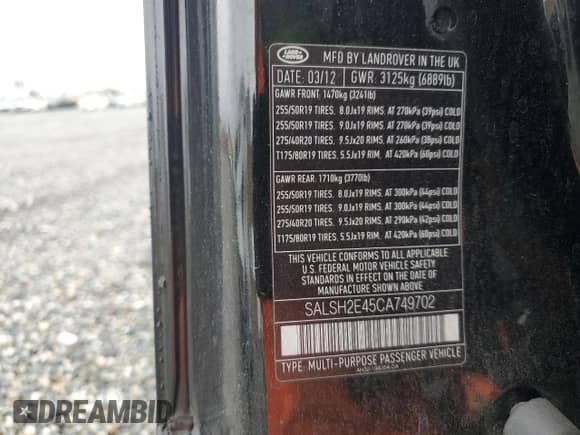 LAND ROVER
MFD BY LANDROVER IN THE UK
DATE: 03/12 GWR: 3125kg (6889lb)
GAWR FRONT: 1470kg (3241lb)
255/50R19 TIRES. 8.0Jx19 RIMS. AT 270kPa (39psi) COLD
255/50R19 TIRES. 9.0Jx19 RIMS. AT 270kPa (39psi) COLD
275/40R20 TIRES. 9.5Jx20 RIMS. AT 260kPa (38psi) COLD
T175/80R19 TIRES. 5.5Jx19 RIM. AT 420kPa (60psi) COLD
GAWR REAR: 1710kg (3770lb)
255/50R19 TIRES. 8.0Jx19 RIMS. AT 300kPa (44psi) COLD
255/50R19 TIRES. 9.0Jx19 RIMS. AT 300kPa (44psi) COLD
275/40R20 TIRES. 9.5Jx20 RIMS. AT 290kPa (42psi) COLD
T175/80R19 TIRES. 5.5Jx19 RIM. AT 420kPa (60psi) COLD
THIS VEHICLE CONFORMS TO ALL APPLICABLE
U.S. FEDERAL MOTOR VEHICLE SAFETY
STANDARDS IN EFFECT ON THE DATE OF
MANUFACTURE SHOWN ABOVE.
SALSH2E45CA749702
TYPE: MULTI-PURPOSE PASSENGER VEHICLE
DREAMBID